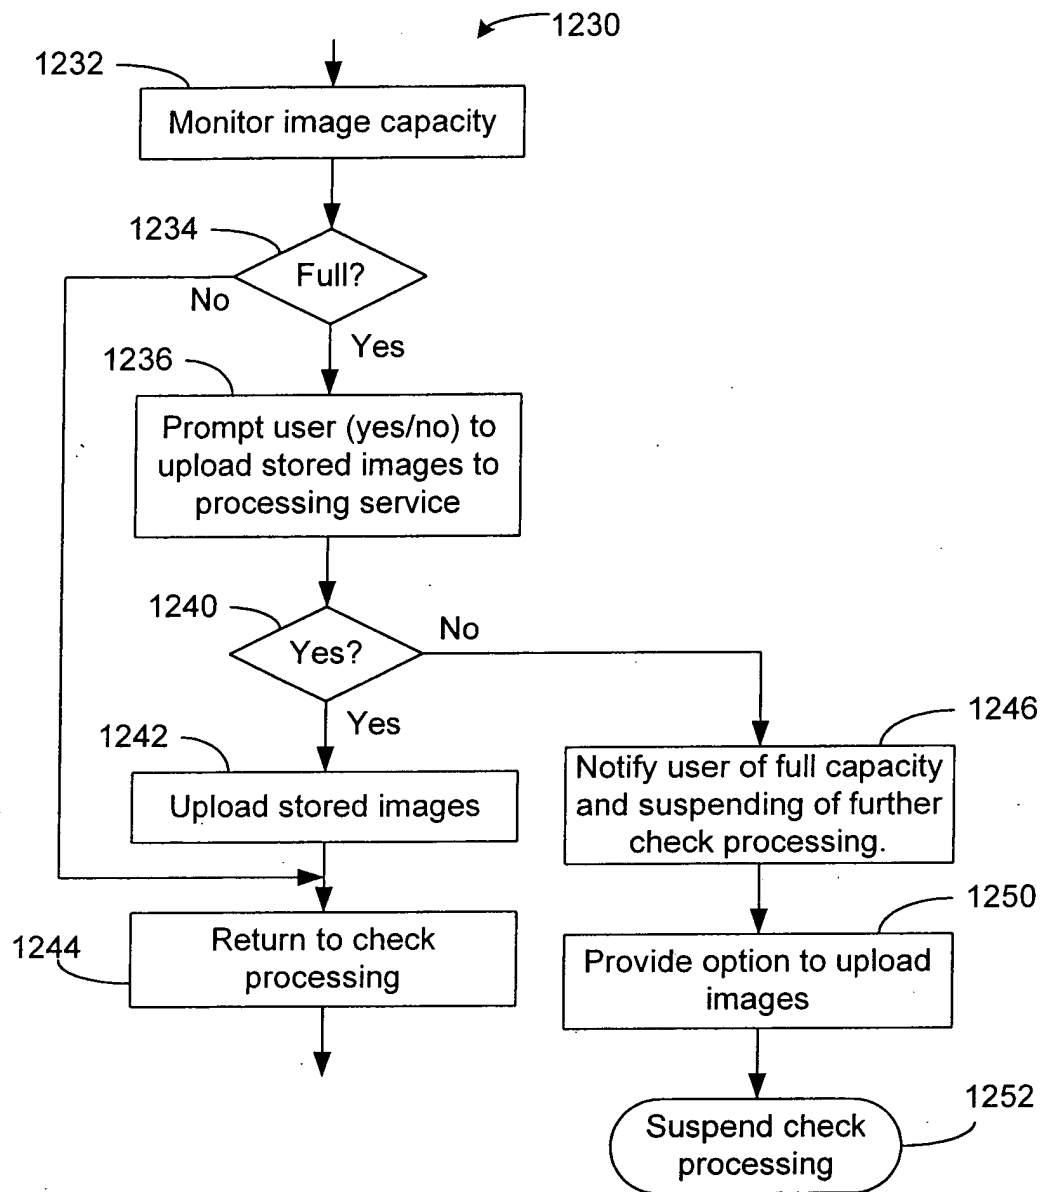 1230
1232
Monitor image capacity
1234
Full?
No
Yes
1236
Prompt user (yes/no) to
upload stored images to
processing service
1240
Yes?
No
Yes
1242
Upload stored images
1244
Return to check
processing
1246
Notify user of full capacity
and suspending of further
check processing.
1250
Provide option to upload
images
1252
Suspend check
processing